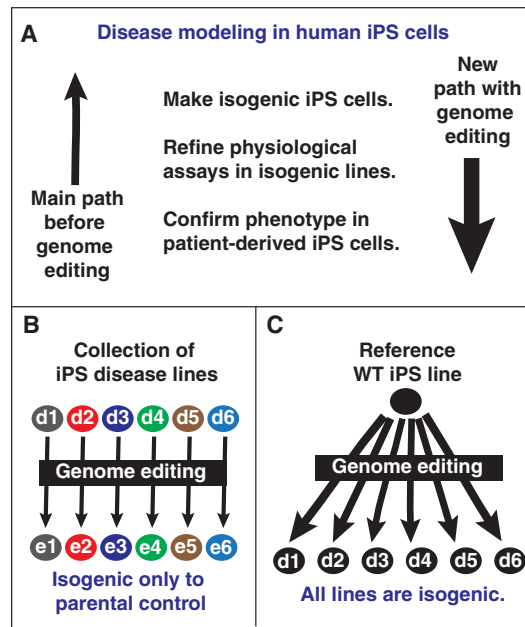 A
Disease modeling in human iPS cells
Main path
before
genome
editing
Make isogenic iPS cells.
Refine physiological
assays in isogenic lines.
Confirm phenotype in
patient-derived iPS cells.
New
path with
genome
editing
B
Collection of
iPS disease lines
d1 d2 d3 d4 d5 d6
Genome editing
e1 e2 e3 e4 e5 e6
Isogenic only to
parental control
C
Reference
WT iPS line
Genome editing
d1 d2 d3 d4 d5 d6
All lines are isogenic.